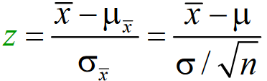 z = (x̄ − μ_x̄) / σ_x̄ = (x̄ − μ) / (σ / √n)